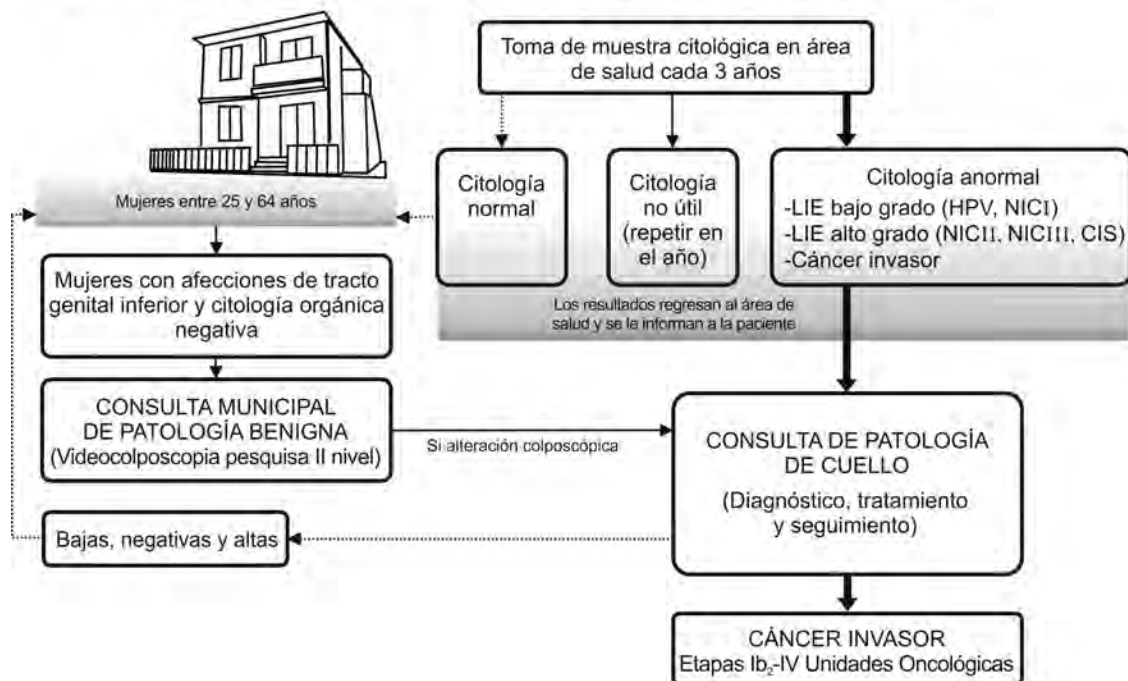 Toma de muestra citológica en área
de salud cada 3 años
Citología
normal
Citología
no útil
(repetir en
el año)
Citología anormal
-LIE bajo grado (HPV, NICI)
-LIE alto grado (NICII, NICIII, CIS)
-Cáncer invasor
Los resultados regresan al área de
salud y se le informan a la paciente
Mujeres entre 25 y 64 años
Mujeres con afecciones de tracto
genital inferior y citología orgánica
negativa
CONSULTA MUNICIPAL
DE PATOLOGÍA BENIGNA
(Videocolposcopia pesquisa II nivel)
Si alteración colposcópica
CONSULTA DE PATOLOGÍA
DE CUELLO
(Diagnóstico, tratamiento
y seguimiento)
Bajas, negativas y altas
CÁNCER INVASOR
Etapas Ib₂-IV Unidades Oncológicas